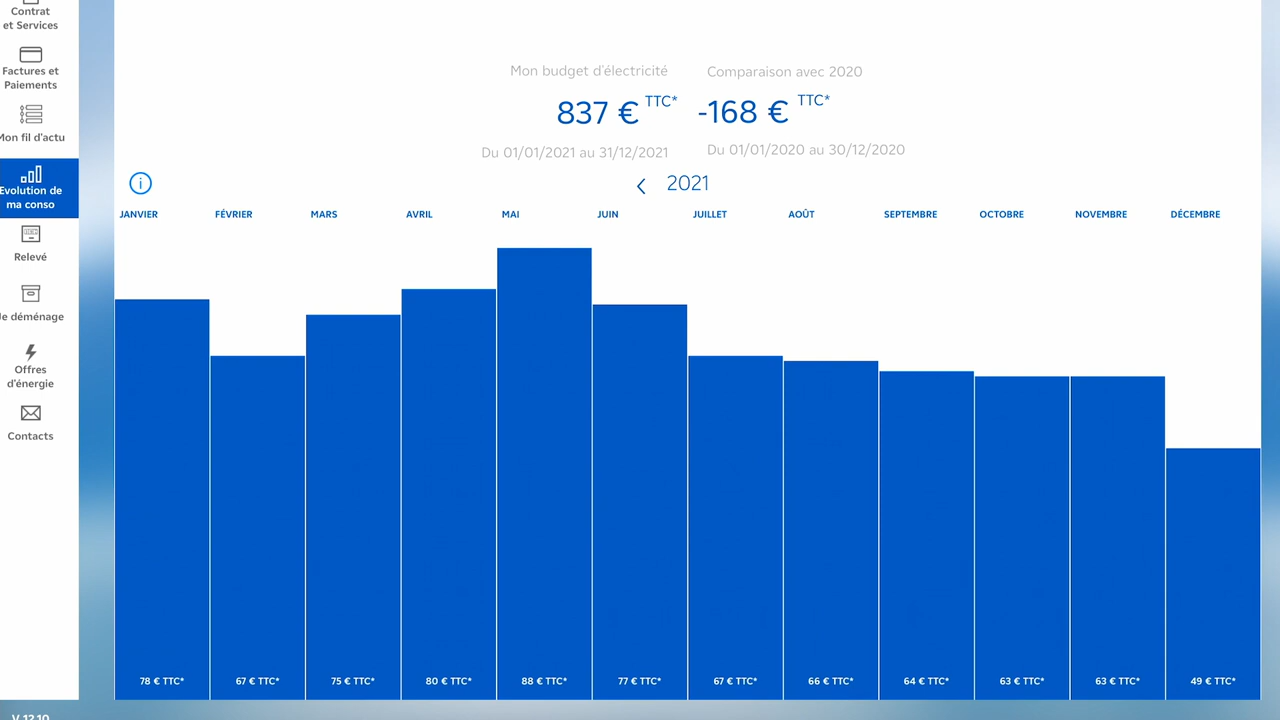 Contrat
et Services
Factures et
Paiements
Mon fil d'actu
Evolution de
ma conso
Relevé
Je déménage
Offres
d'énergie
Contacts
V 12.10
Mon budget d'électricité
837 € TTC*
Du 01/01/2021 au 31/12/2021
Comparaison avec 2020
-168 € TTC*
Du 01/01/2020 au 30/12/2020
2021
JANVIER FÉVRIER MARS AVRIL MAI JUIN JUILLET AOÛT SEPTEMBRE OCTOBRE NOVEMBRE DÉCEMBRE
78 € TTC* 67 € TTC* 75 € TTC* 80 € TTC* 88 € TTC* 77 € TTC* 67 € TTC* 66 € TTC* 64 € TTC* 63 € TTC* 63 € TTC* 49 € TTC*